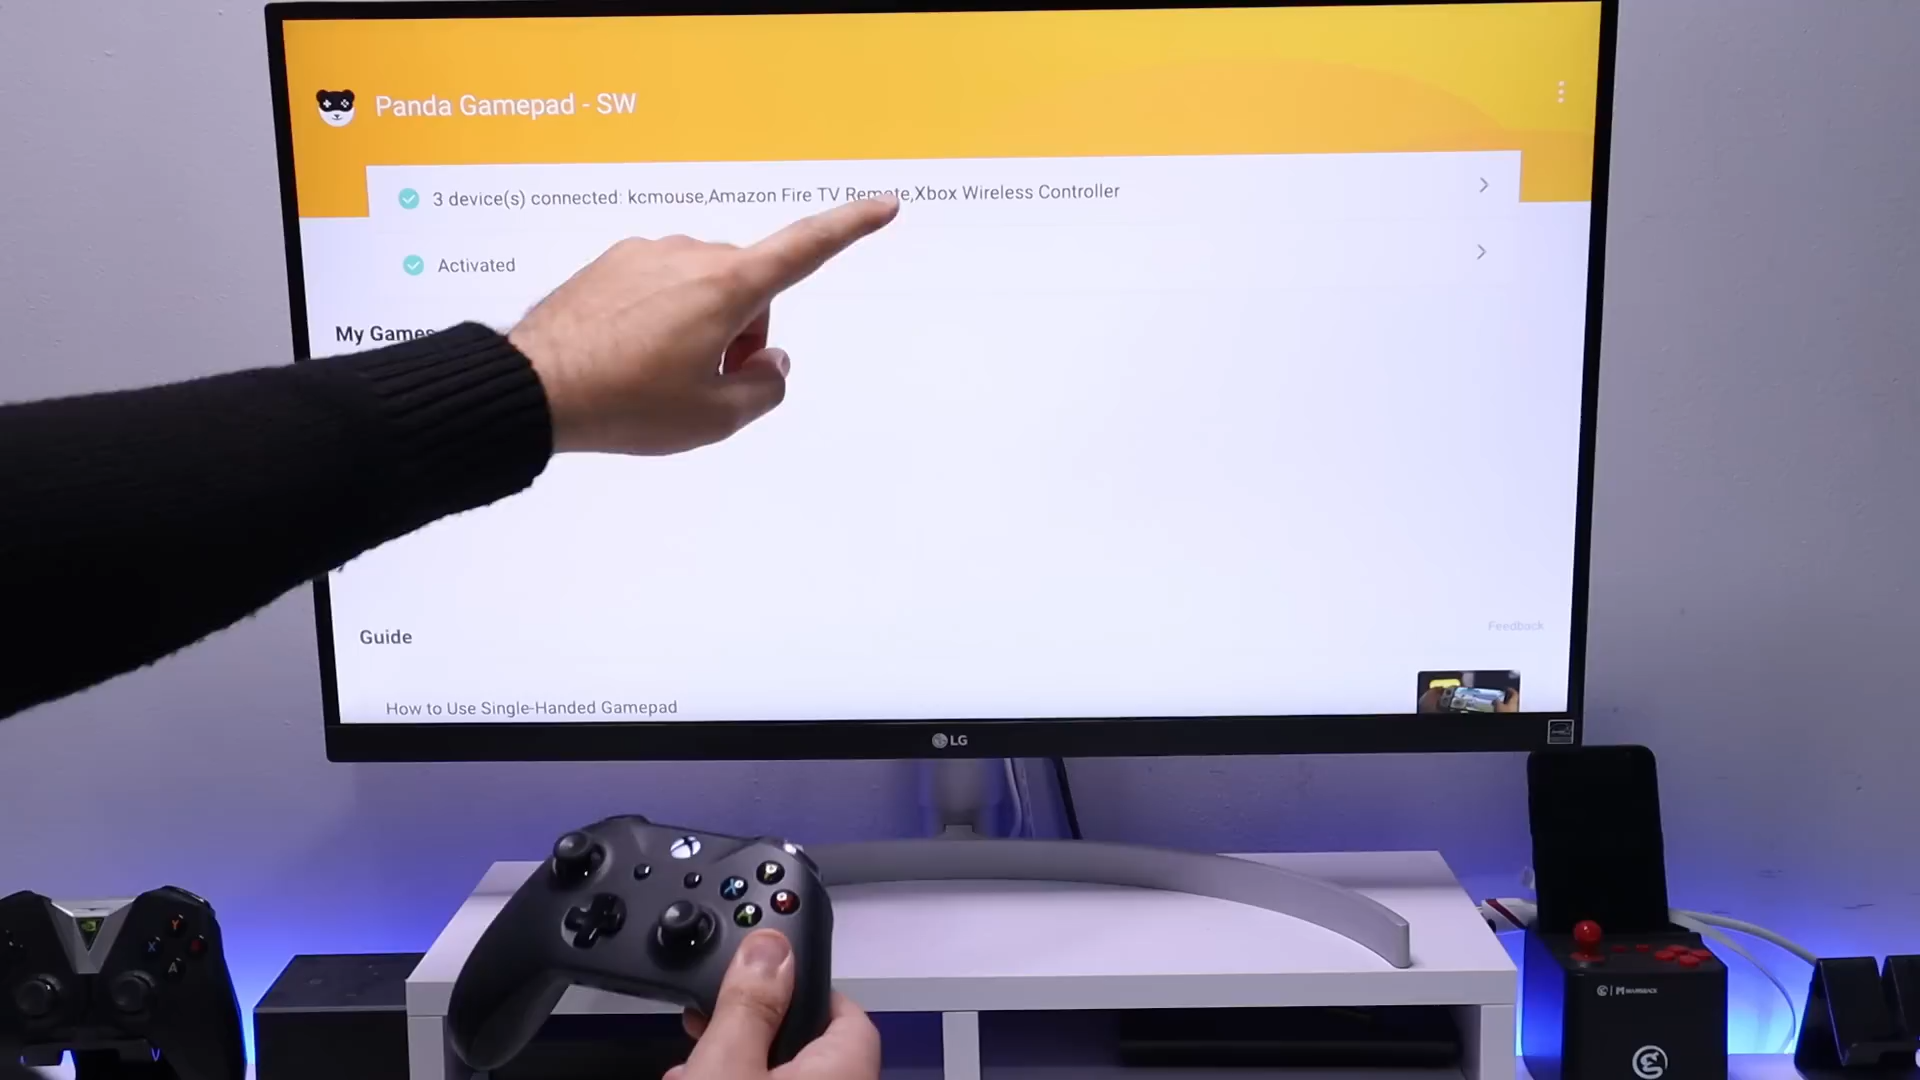 Panda Gamepad - SW
3 device(s) connected: kcmouse,Amazon Fire TV Remote,Xbox Wireless Controller
Activated
My Games
Guide
Feedback
How to Use Single-Handed Gamepad
LG
X
Y
A
Y
X
A